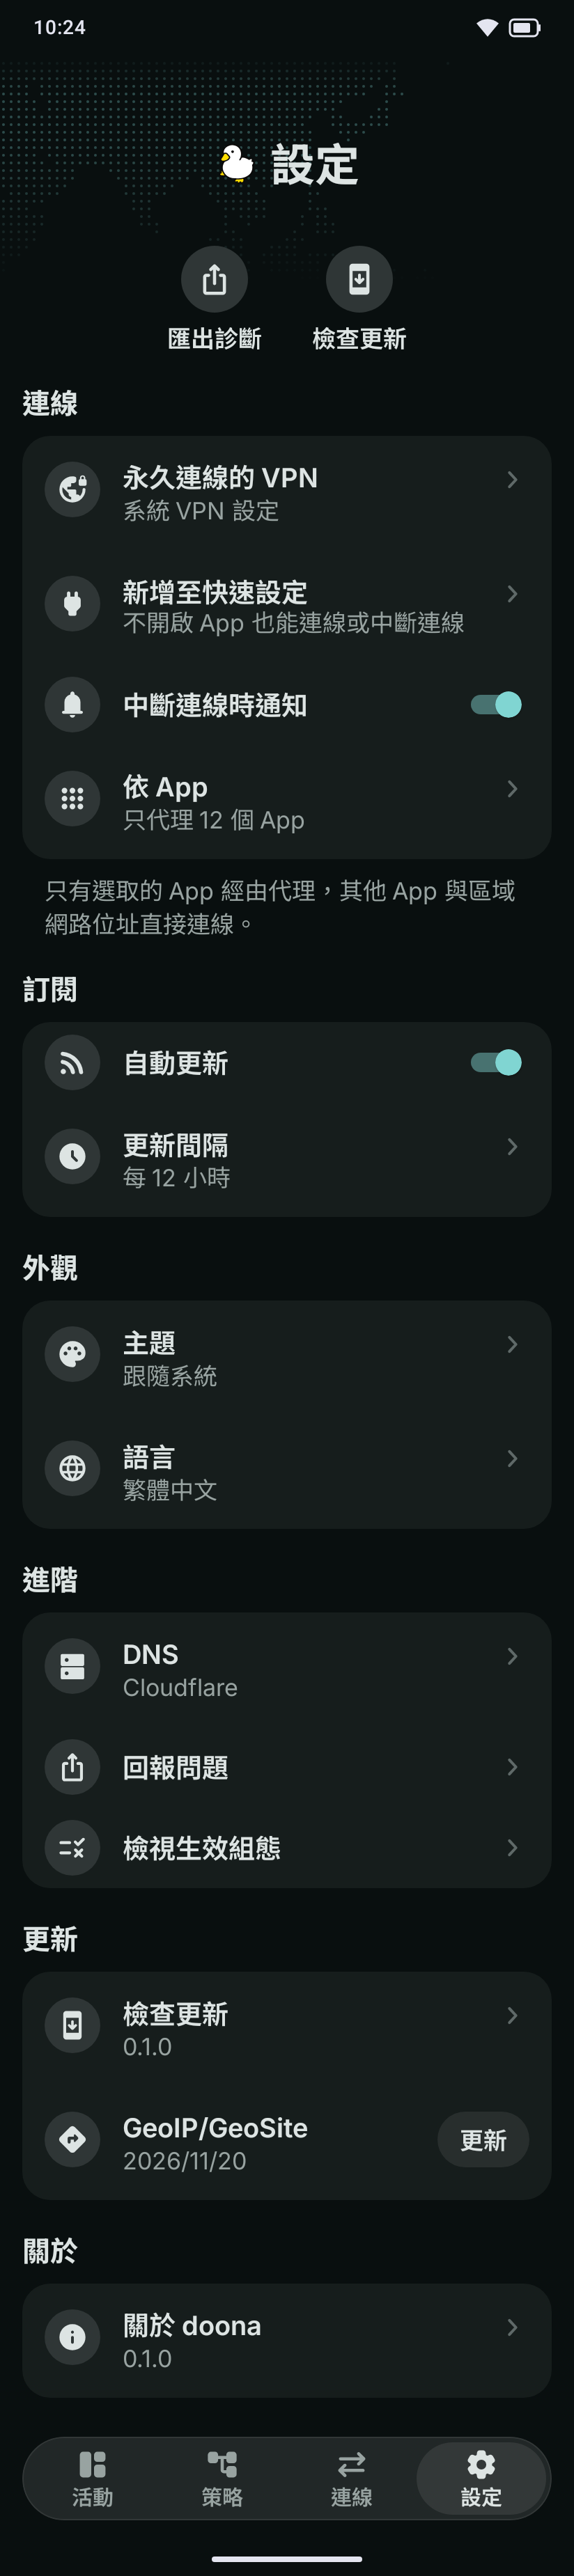 10:24
設定
匯出診斷
檢查更新
連線
永久連線的 VPN
系統 VPN 設定
新增至快速設定
不開啟 App 也能連線或中斷連線
中斷連線時通知
依 App
只代理 12 個 App
只有選取的 App 經由代理，其他 App 與區域
網路位址直接連線。
訂閱
自動更新
更新間隔
每 12 小時
外觀
主題
跟隨系統
語言
繁體中文
進階
DNS
Cloudflare
回報問題
檢視生效組態
更新
檢查更新
0.1.0
GeoIP/GeoSite
2026/11/20
更新
關於
關於 doona
0.1.0
活動
策略
連線
設定